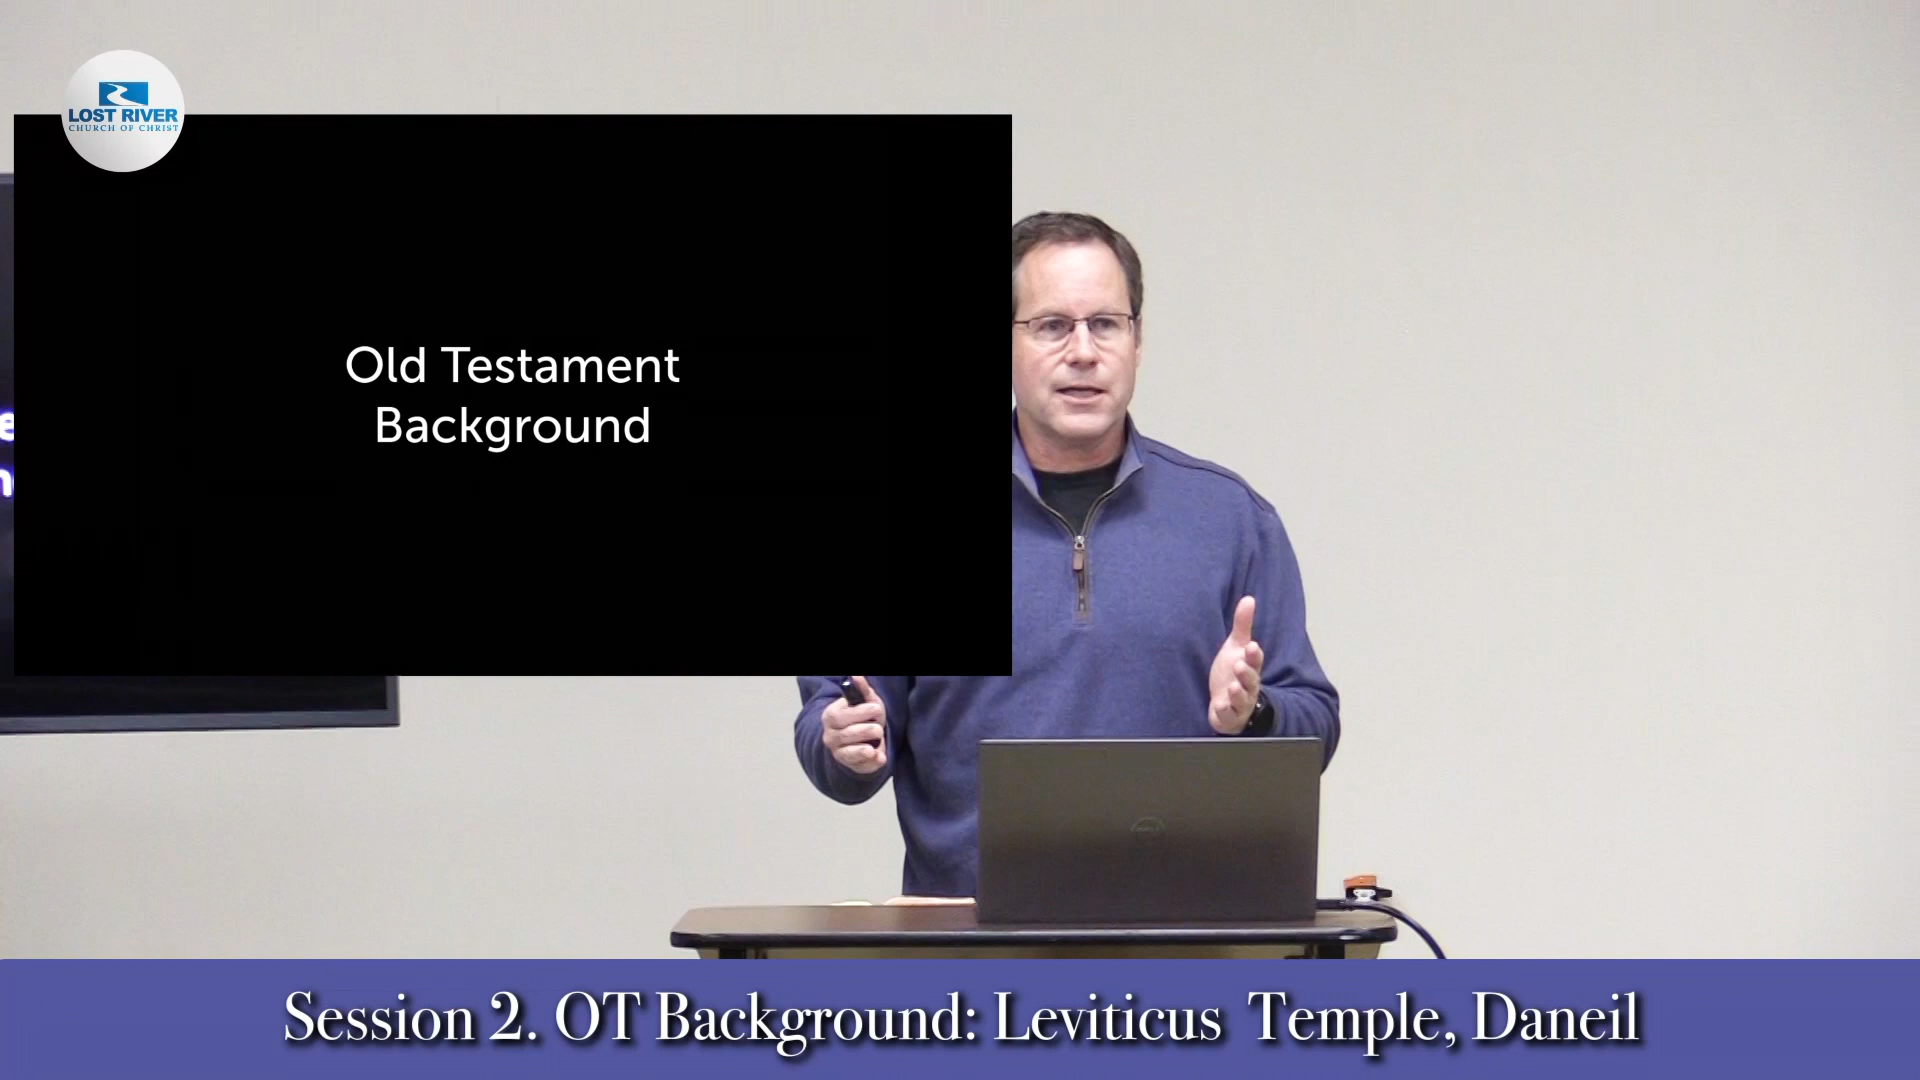 LOST RIVER
CHURCH OF CHRIST
Old Testament
Background
Session 2. OT Background: Leviticus  Temple, Daneil